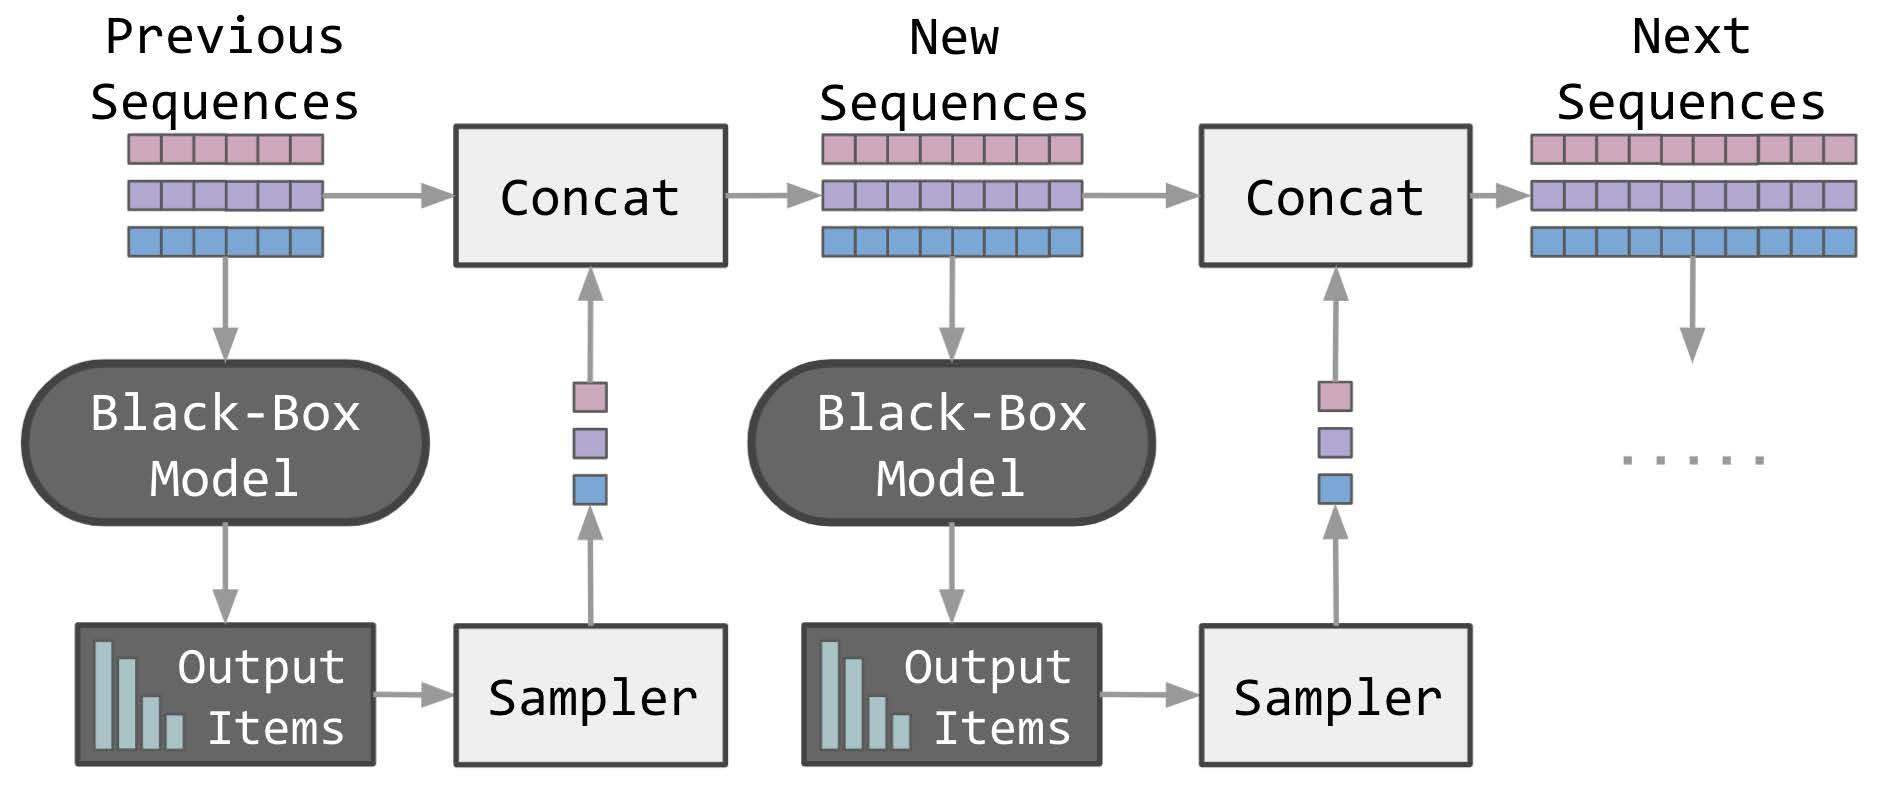 Previous
Sequences
New
Sequences
Next
Sequences
Concat
Concat
Black-Box
Model
Black-Box
Model
Output
Items
Sampler
Output
Items
Sampler